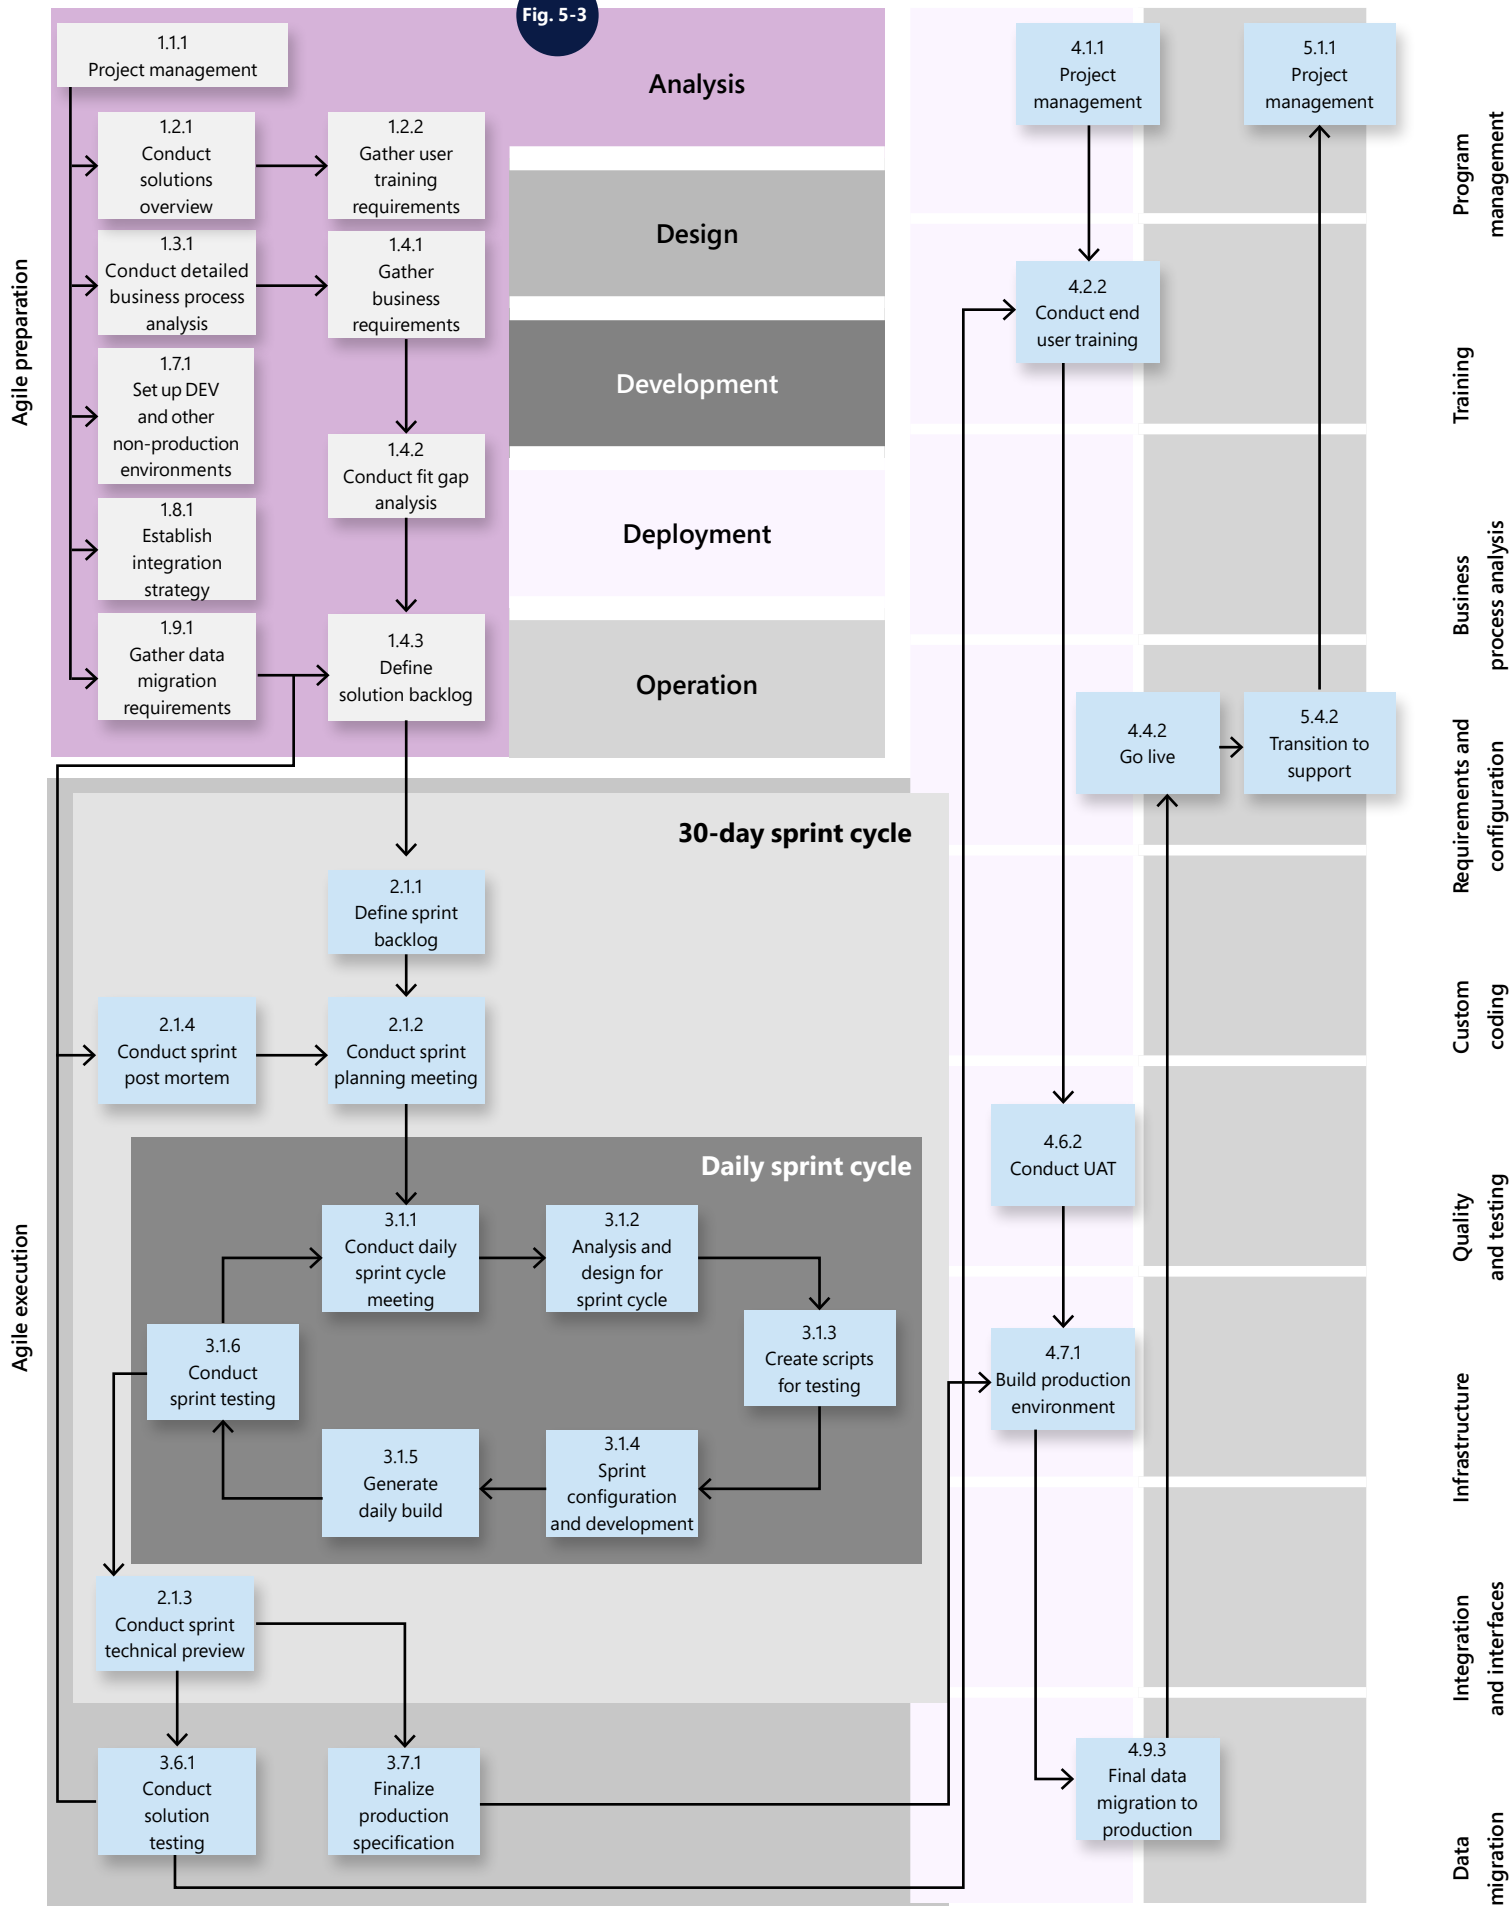 Fig. 5-3
1.1.1
Project management
1.2.1
Conduct
solutions
overview
1.2.2
Gather user
training
requirements
1.3.1
Conduct detailed
business process
analysis
1.4.1
Gather
business
requirements
1.7.1
Set up DEV
and other
non-production
environments
1.4.2
Conduct fit gap
analysis
1.8.1
Establish
integration
strategy
1.9.1
Gather data
migration
requirements
1.4.3
Define
solution backlog
Agile preparation
Analysis
Design
Development
Deployment
Operation
30-day sprint cycle
2.1.1
Define sprint
backlog
2.1.4
Conduct sprint
post mortem
2.1.2
Conduct sprint
planning meeting
Daily sprint cycle
3.1.1
Conduct daily
sprint cycle
meeting
3.1.2
Analysis and
design for
sprint cycle
3.1.3
Create scripts
for testing
3.1.6
Conduct
sprint testing
3.1.5
Generate
daily build
3.1.4
Sprint
configuration
and development
2.1.3
Conduct sprint
technical preview
3.6.1
Conduct
solution
testing
3.7.1
Finalize
production
specification
Agile execution
4.1.1
Project
management
5.1.1
Project
management
4.2.2
Conduct end
user training
4.4.2
Go live
5.4.2
Transition to
support
4.6.2
Conduct UAT
4.7.1
Build production
environment
4.9.3
Final data
migration to
production
Program
management
Training
Business
process analysis
Requirements and
configuration
Custom
coding
Quality
and testing
Infrastructure
Integration
and interfaces
Data
migration